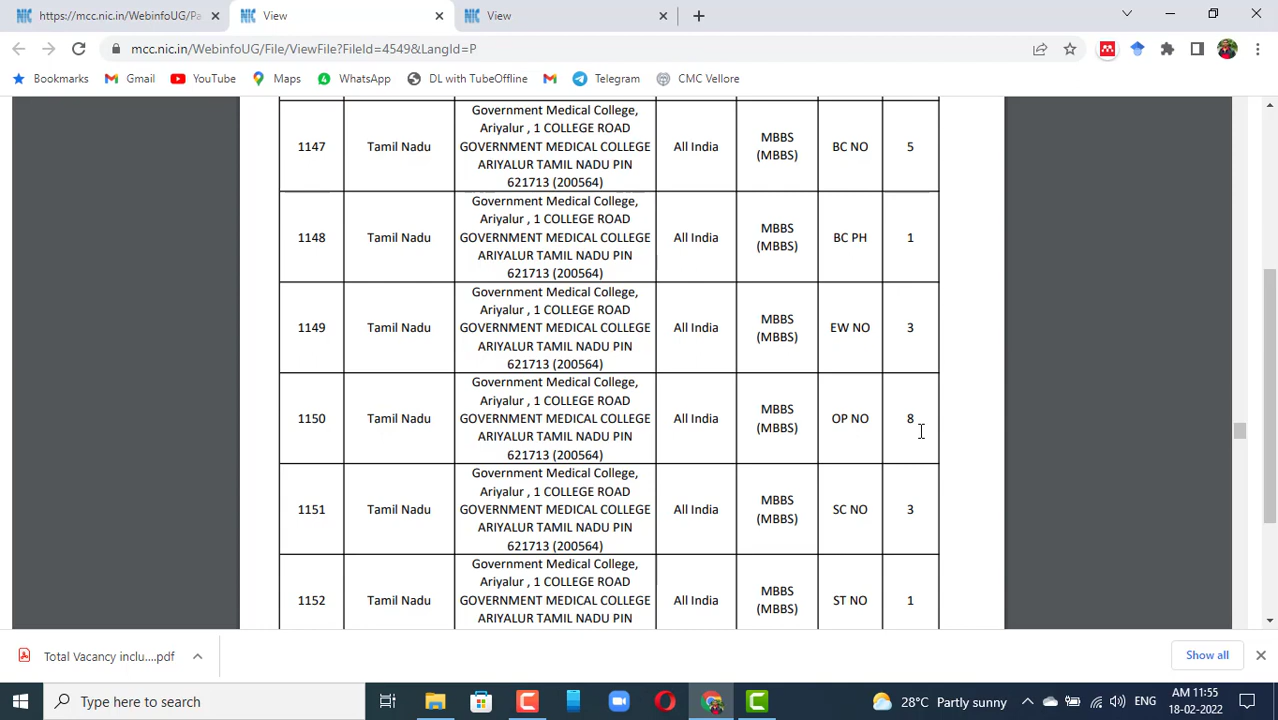 https://mcc.nic.in/WebinfoUG/Pa
View
View
mcc.nic.in/WebinfoUG/File/ViewFile?FileId=4549&LangId=P
Bookmarks Gmail YouTube Maps WhatsApp DL with TubeOffline Telegram CMC Vellore
1147 Tamil Nadu Government Medical College, Ariyalur , 1 COLLEGE ROAD GOVERNMENT MEDICAL COLLEGE ARIYALUR TAMIL NADU PIN 621713 (200564) All India MBBS (MBBS) BC NO 5
1148 Tamil Nadu Government Medical College, Ariyalur , 1 COLLEGE ROAD GOVERNMENT MEDICAL COLLEGE ARIYALUR TAMIL NADU PIN 621713 (200564) All India MBBS (MBBS) BC PH 1
1149 Tamil Nadu Government Medical College, Ariyalur , 1 COLLEGE ROAD GOVERNMENT MEDICAL COLLEGE ARIYALUR TAMIL NADU PIN 621713 (200564) All India MBBS (MBBS) EW NO 3
1150 Tamil Nadu Government Medical College, Ariyalur , 1 COLLEGE ROAD GOVERNMENT MEDICAL COLLEGE ARIYALUR TAMIL NADU PIN 621713 (200564) All India MBBS (MBBS) OP NO 8
1151 Tamil Nadu Government Medical College, Ariyalur , 1 COLLEGE ROAD GOVERNMENT MEDICAL COLLEGE ARIYALUR TAMIL NADU PIN 621713 (200564) All India MBBS (MBBS) SC NO 3
1152 Tamil Nadu Government Medical College, Ariyalur , 1 COLLEGE ROAD GOVERNMENT MEDICAL COLLEGE ARIYALUR TAMIL NADU PIN All India MBBS (MBBS) ST NO 1
Total Vacancy inclu....pdf
Show all
Type here to search
28°C Partly sunny
ENG
AM 11:55
18-02-2022